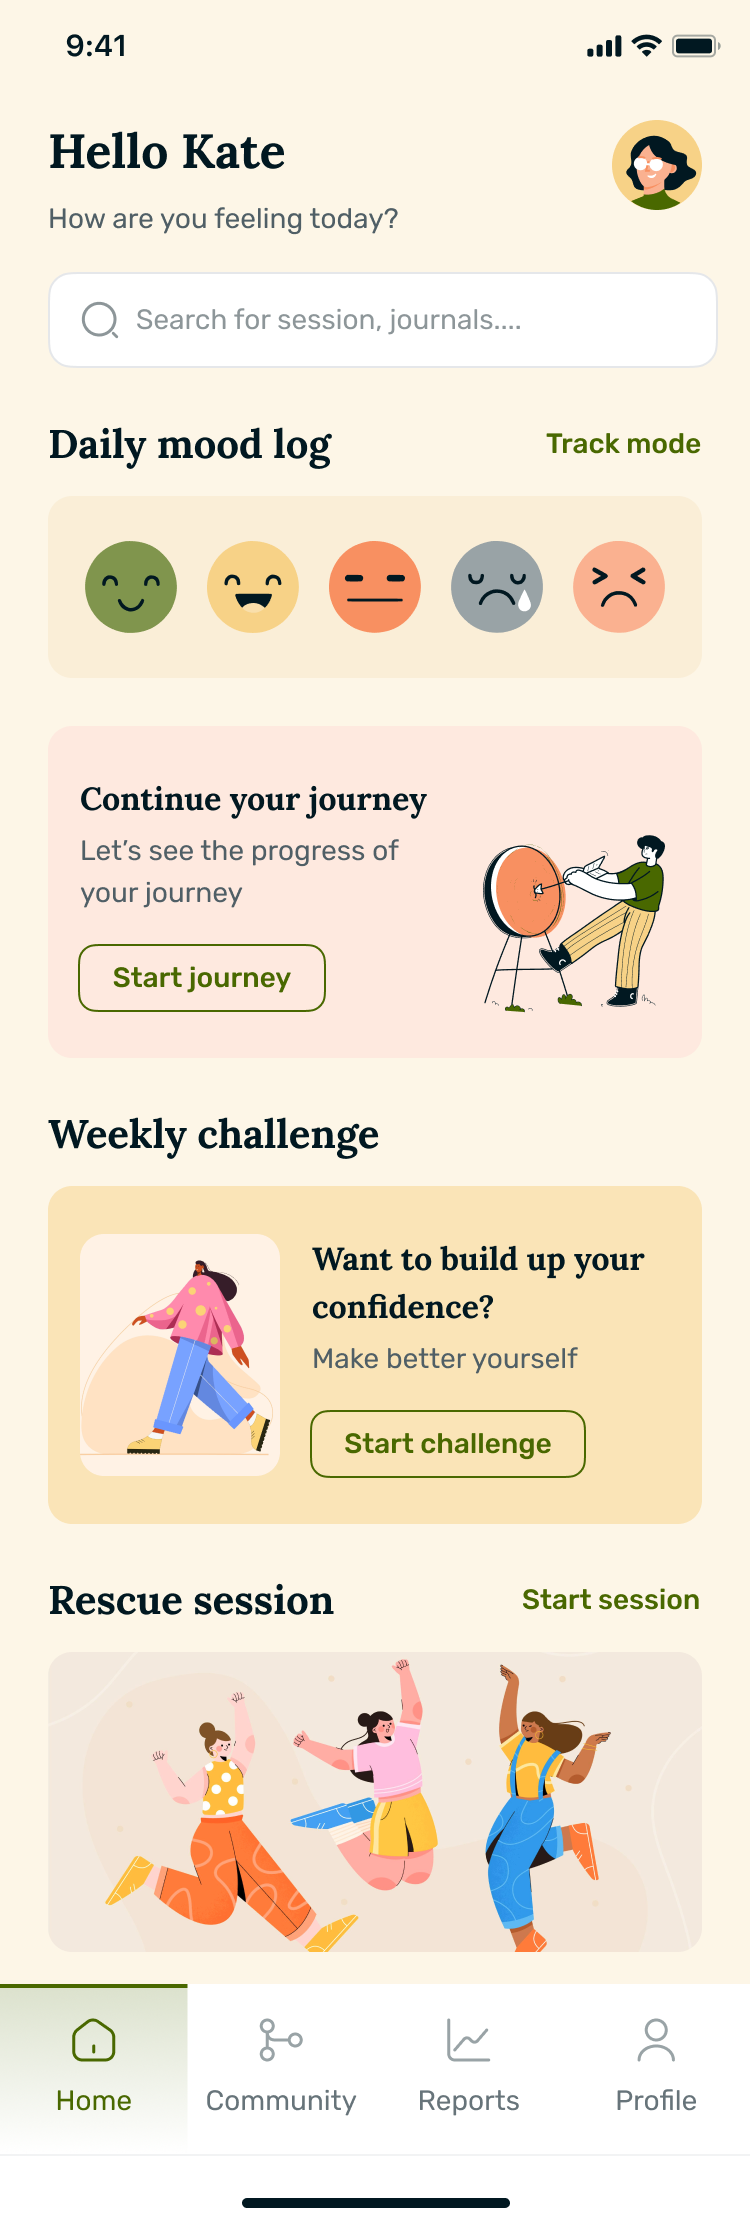 9:41
Hello Kate
How are you feeling today?
Search for session, journals....
Daily mood log
Track mode
Continue your journey
Let's see the progress of
your journey
Start journey
Weekly challenge
Want to build up your
confidence?
Make better yourself
Start challenge
Rescue session
Start session
Home
Community
Reports
Profile